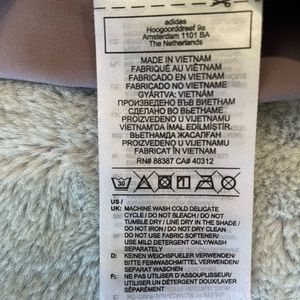 adidas
Hoogoorddreef 9a
Amsterdam 1101 BA
The Netherlands
MADE IN VIETNAM
FABRIQUÉ AU VIETNAM
FABRICADO EN VIETNAM
FABRICADO NO VIETNAME
GYÁRTVA: VIETNÁM
ПРОИЗВЕДЕНО ВЪВ ВИЕТНАМ
СДЕЛАНО ВО ВЬЕТНАМЕ
PROIZVEDENO U VIJETNAMU
VIETNAM'DA İMAL EDİLMİŞTİR.
ВЬЕТНАМДА ЖАСАЛҒАН
PROIZVEDENO U VIJETNAMU
FABRICAT ÎN VIETNAM
RN# 88387 CA# 40312
30
US /
UK: MACHINE WASH COLD DELICATE
CYCLE / DO NOT BLEACH / DO NOT
TUMBLE DRY / LINE DRY IN THE SHADE /
DO NOT IRON / DO NOT DRY CLEAN
DO NOT USE FABRIC SOFTENER/
USE MILD DETERGENT ONLY/WASH
SEPARATELY
D: KEINEN WEICHSPUELER VERWENDEN/
BITTE FEINWASCHMITTEL VERWENDEN/
SEPARAT WASCHEN
F: NE PAS UTILISER D'ASSOUPLISSEUR/
UTILISER UN DETERGENT DOUX/